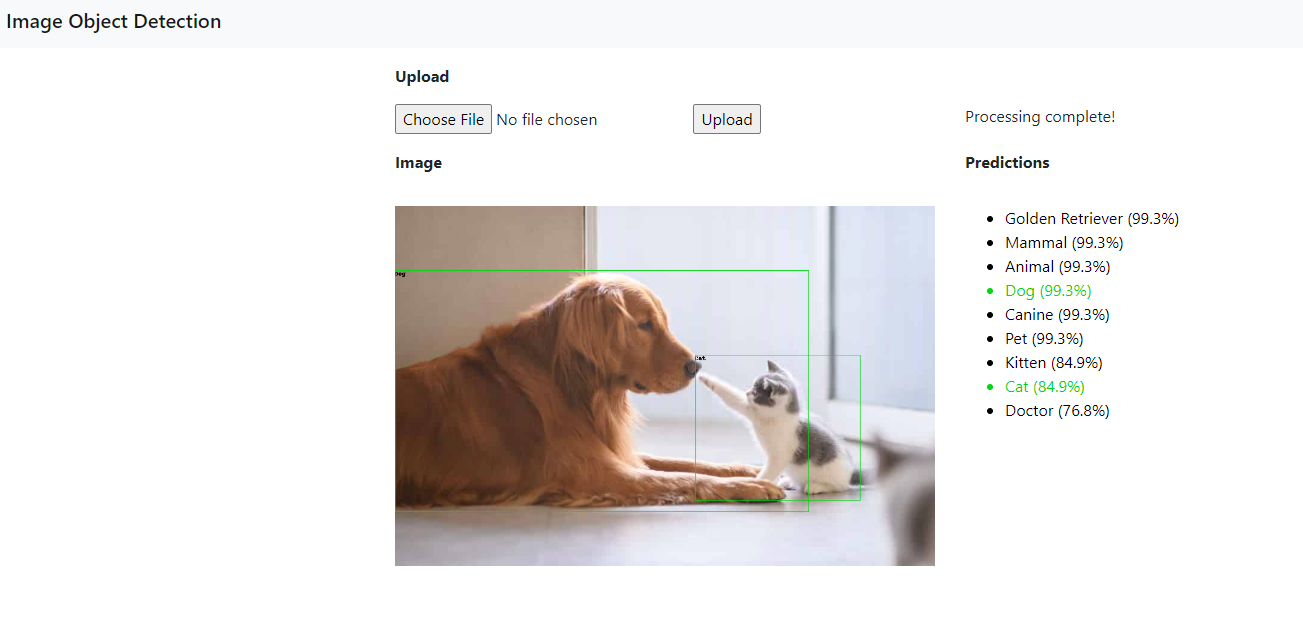 Image Object Detection
Upload
Choose File No file chosen Upload Processing complete!
Image Predictions
Golden Retriever (99.3%)
Mammal (99.3%)
Animal (99.3%)
Dog
Dog (99.3%)
Canine (99.3%)
Pet (99.3%)
Cat
Kitten (84.9%)
Cat (84.9%)
Doctor (76.8%)